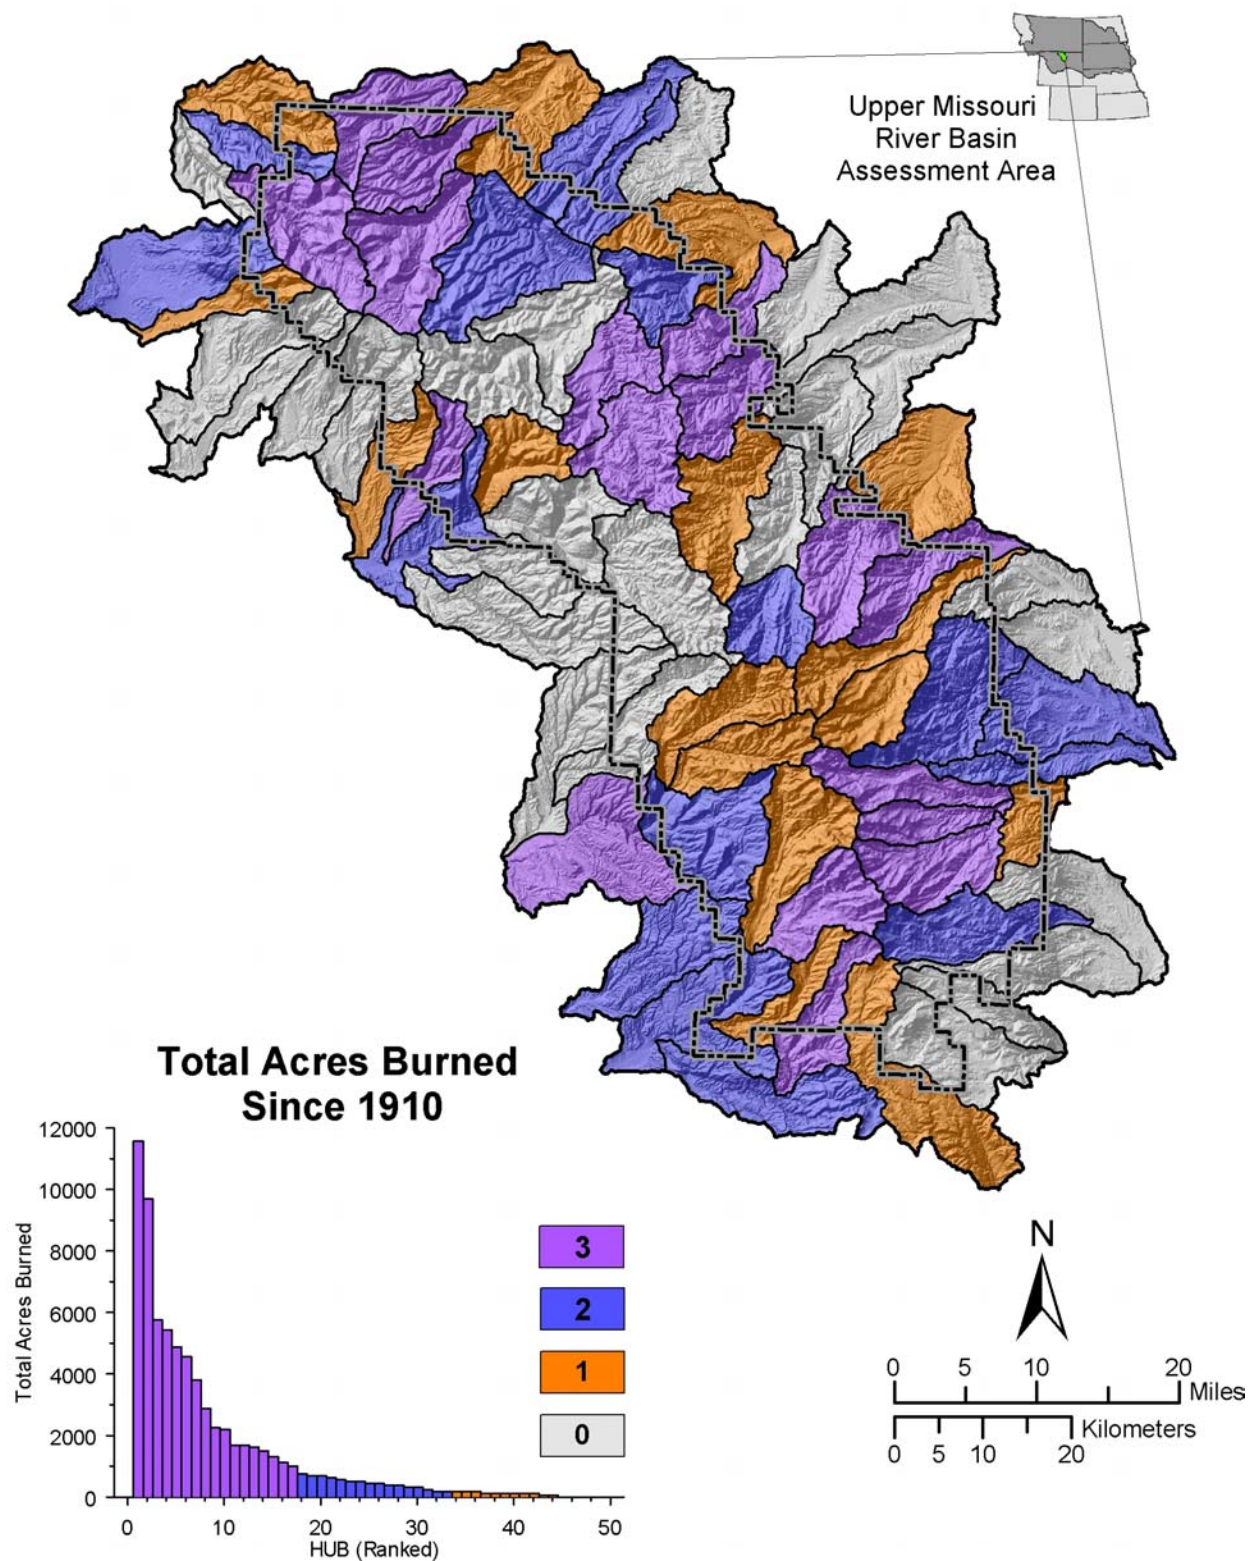 Upper Missouri
River Basin
Assessment Area
Total Acres Burned
Since 1910
12000
10000
8000
6000
4000
2000
0
Total Acres Burned
0 10 20 30 40 50
HUB (Ranked)
3
2
1
0
N
0 5 10 20
Miles
Kilometers
0 5 10 20